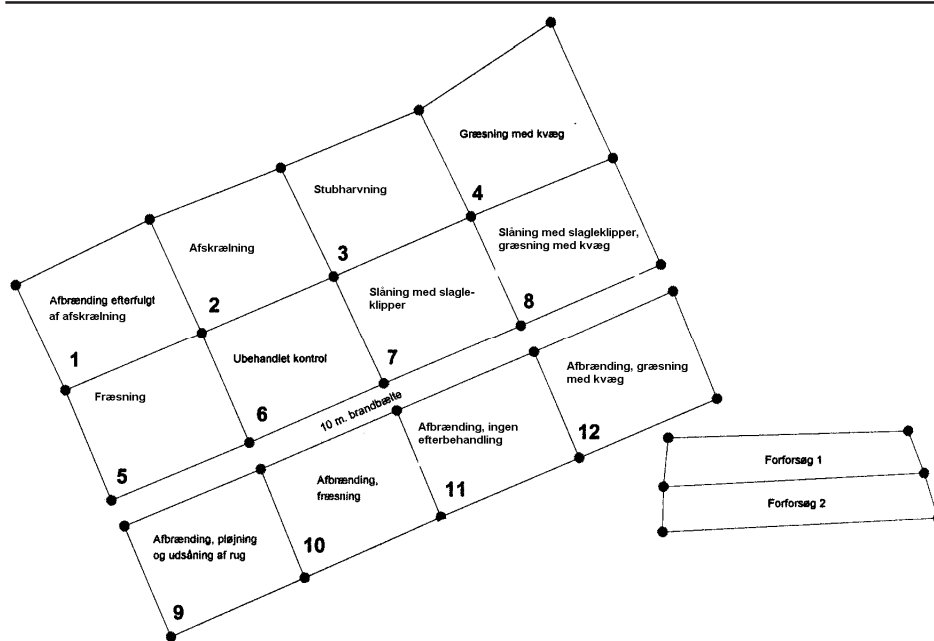 Afbrænding efterfulgt
af afskrælning
1
Afskrælning
2
Stubharvning
3
Græsning med kvæg
4
Fræsning
5
Ubehandlet kontrol
6
Slåning med slagle-
klipper
7
Slåning med slagleklipper,
græsning med kvæg
8
10 m. brandbælte
Afbrænding, pløjning
og udsåning af rug
9
Afbrænding,
fræsning
10
Afbrænding, ingen
efterbehandling
11
Afbrænding, græsning
med kvæg
12
Forforsøg 1
Forforsøg 2